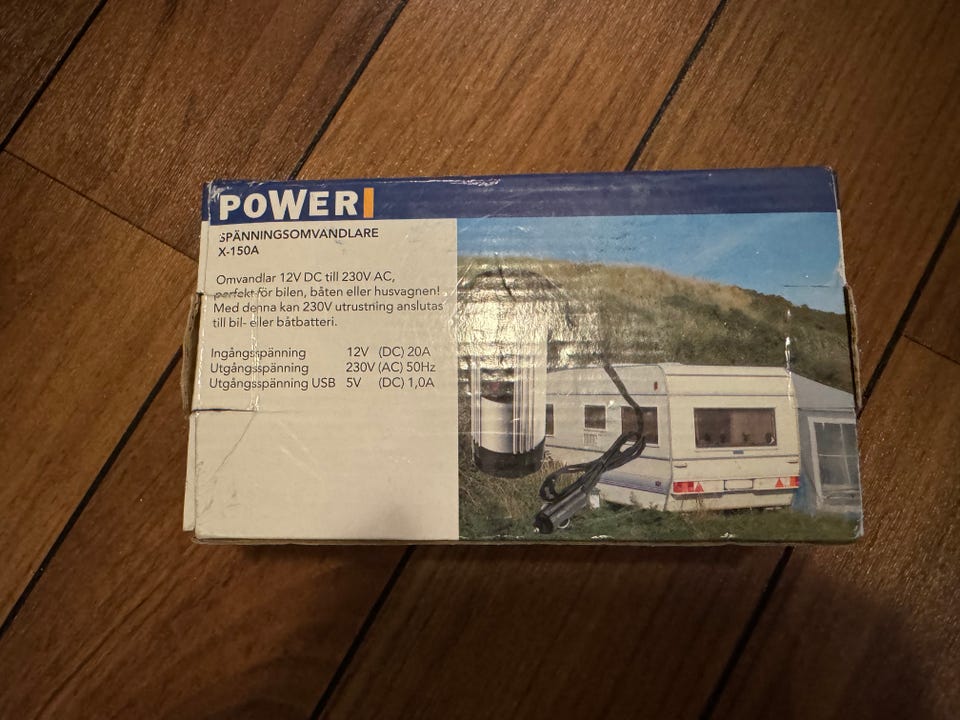 POWER
SPÄNNINGSOMVANDLARE
X-150A
Omvandlar 12V DC till 230V AC,
perfekt för bilen, båten eller husvagnen!
Med denna kan 230V utrustning anslutas
till bil- eller båtbatteri.
Ingångsspänning 12V (DC) 20A
Utgångsspänning 230V (AC) 50Hz
Utgångsspänning USB 5V (DC) 1,0A